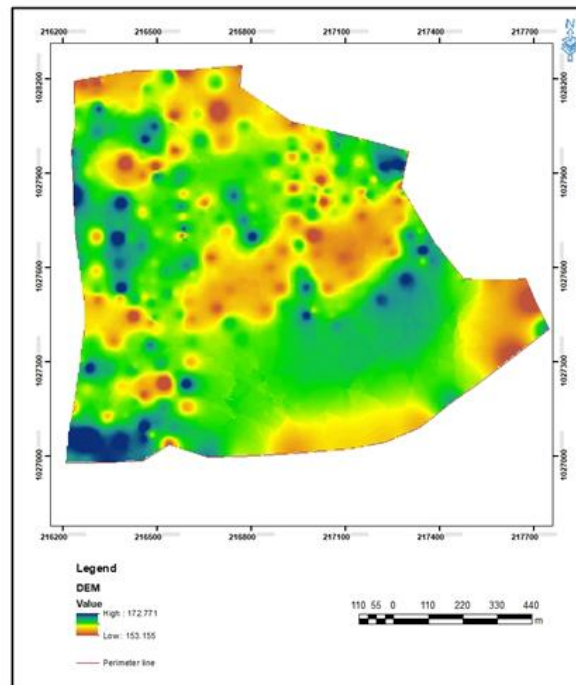 216200 216500 216800 217100 217400 217700
N
1028200 1028200
1027900 1027900
1027600 1027600
1027300 1027300
1027000 1027000
216200 216500 216800 217100 217400 217700
Legend
DEM
Value
High : 172.771
Low : 153.155
Perimeter line
110 55 0 110 220 330 440
m